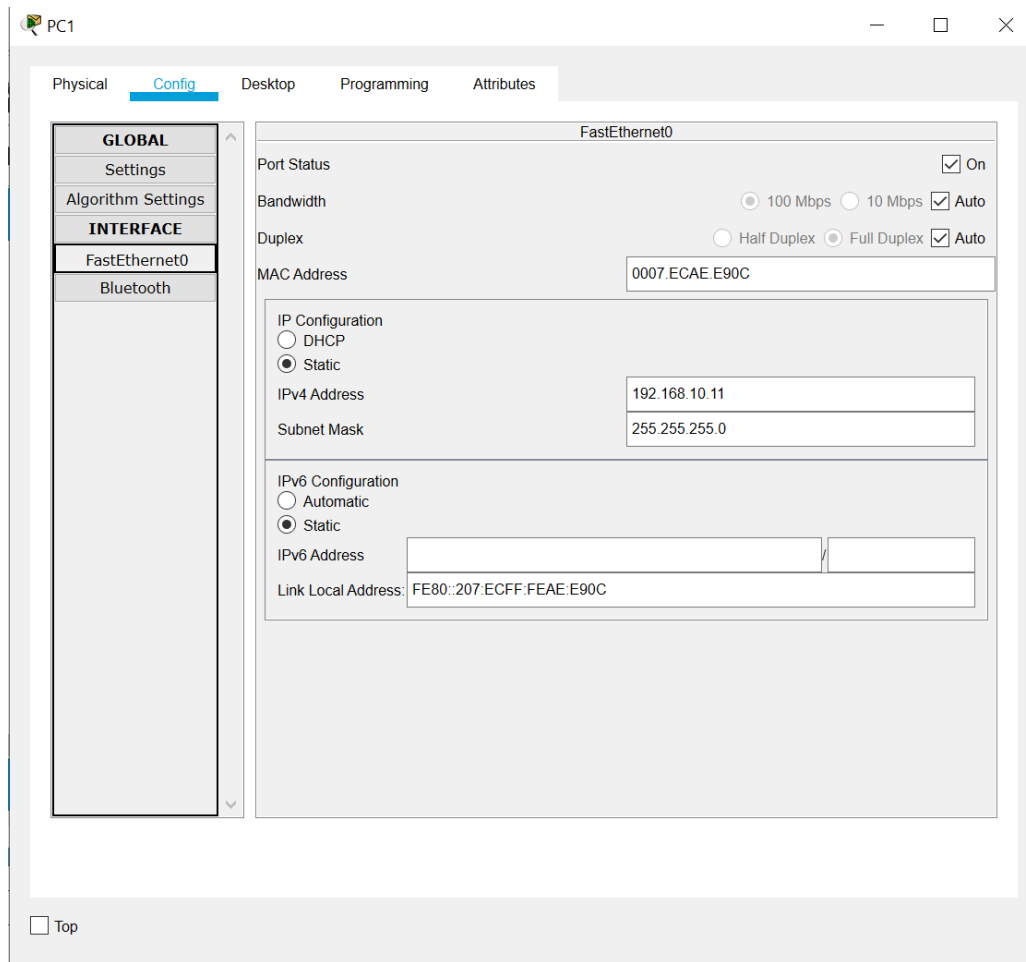 PC1
Physical Config Desktop Programming Attributes
GLOBAL
Settings
Algorithm Settings
INTERFACE
FastEthernet0
Bluetooth
FastEthernet0
Port Status On
Bandwidth 100 Mbps 10 Mbps Auto
Duplex Half Duplex Full Duplex Auto
MAC Address 0007.ECAE.E90C
IP Configuration
DHCP
Static
IPv4 Address 192.168.10.11
Subnet Mask 255.255.255.0
IPv6 Configuration
Automatic
Static
IPv6 Address /
Link Local Address: FE80::207:ECFF:FEAE:E90C
Top